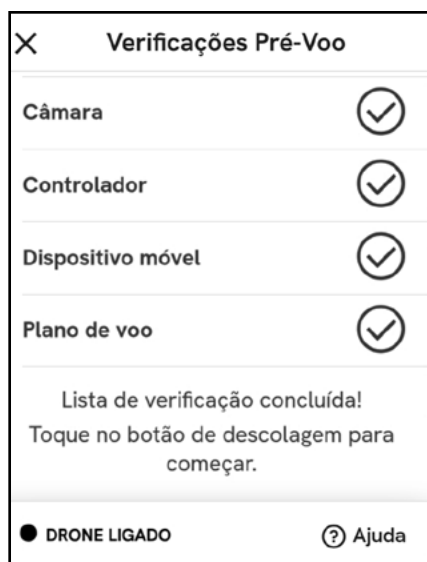 Verificações Pré-Voo
Câmara
Controlador
Dispositivo móvel
Plano de voo
Lista de verificação concluída!
Toque no botão de descolagem para
começar.
DRONE LIGADO
Ajuda